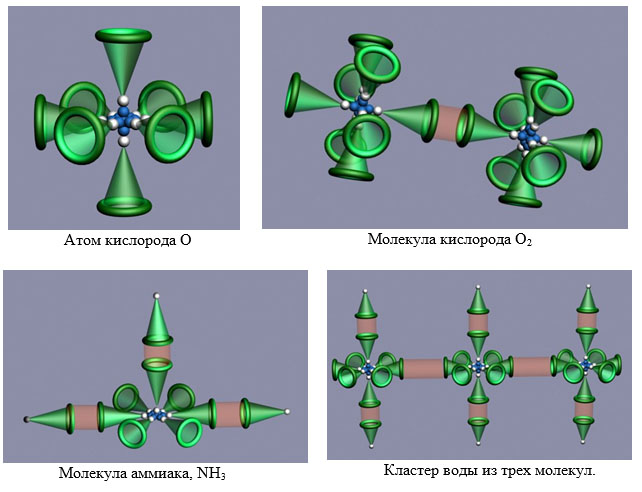 Атом кислорода О
Молекула кислорода О₂
Молекула аммиака, NH₃
Кластер воды из трех молекул.